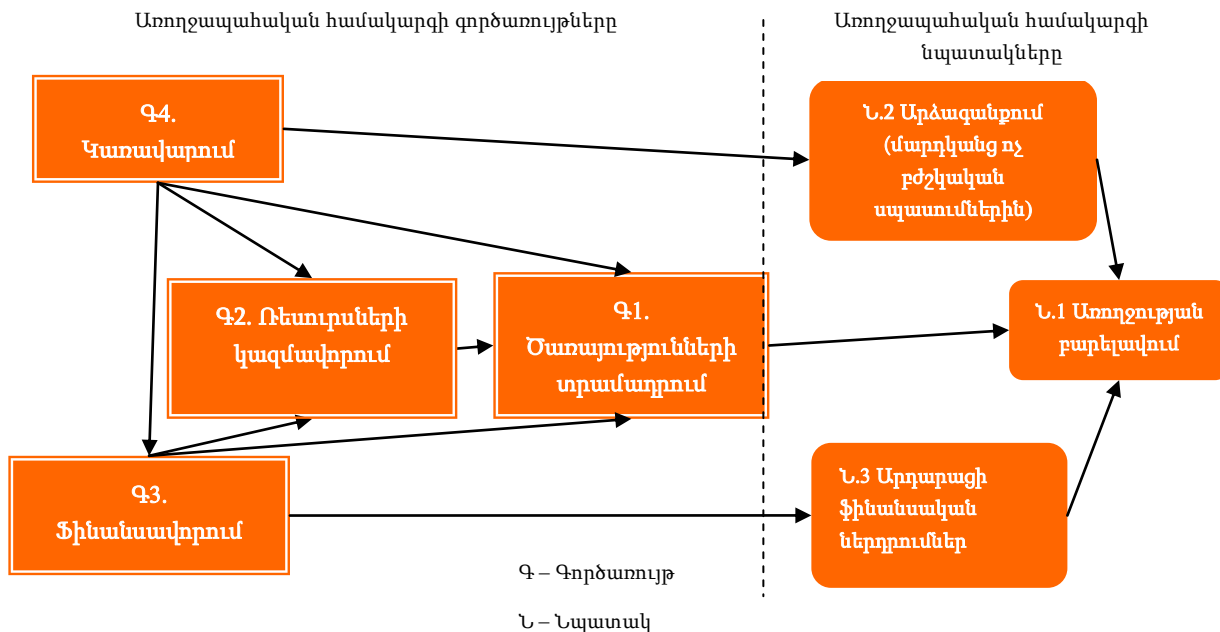 Առողջապահական համակարգի գործառույթները
Առողջապահական համակարգի
նպատակները
Գ4.
Կառավարում
Ն.2 Արձագանքում
(մարդկանց ոչ
բժշկական
սպասումներին)
Գ2. Ռեսուրսների
կազմավորում
Գ1.
Ծառայությունների
տրամադրում
Ն.1 Առողջության
բարելավում
Գ3.
Ֆինանսավորում
Ն.3 Արդարացի
ֆինանսական
ներդրումներ
Գ – Գործառույթ
Ն – Նպատակ